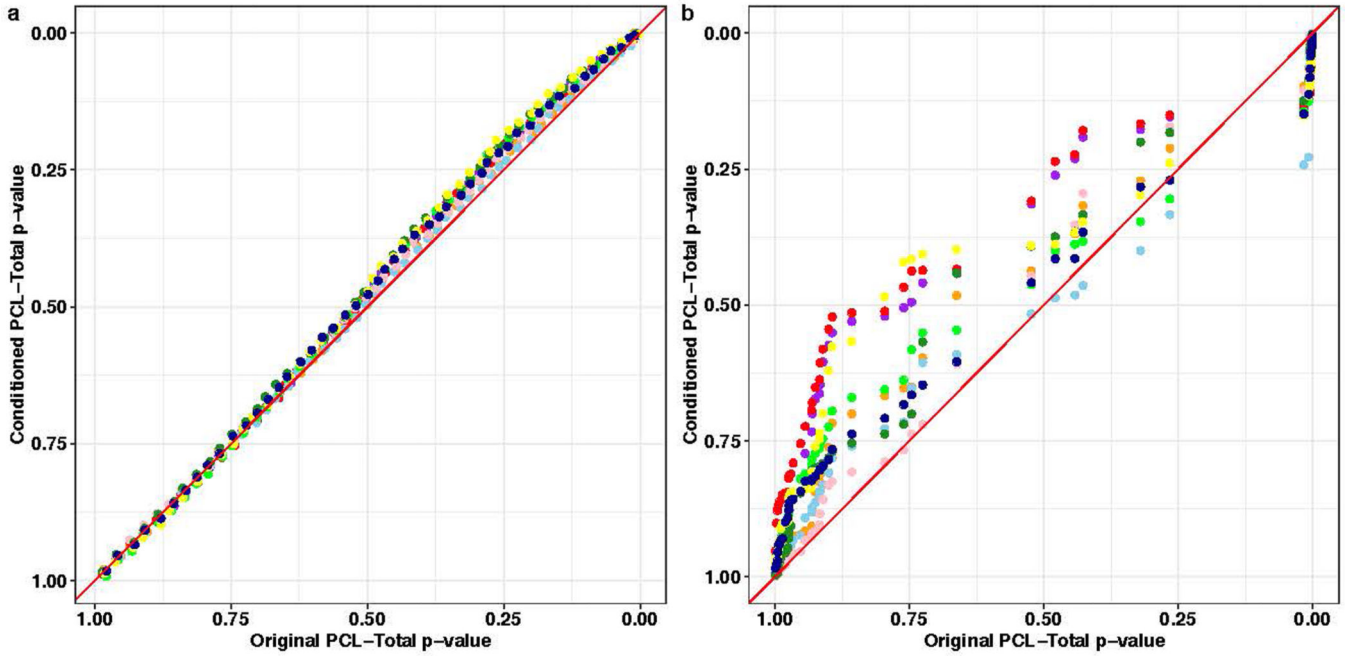 a
0.00
0.25
0.50
0.75
1.00
Conditioned PCL−Total p−value
1.00 0.75 0.50 0.25 0.00
Original PCL−Total p−value
b
0.00
0.25
0.50
0.75
1.00
Conditioned PCL−Total p−value
1.00 0.75 0.50 0.25 0.00
Original PCL−Total p−value